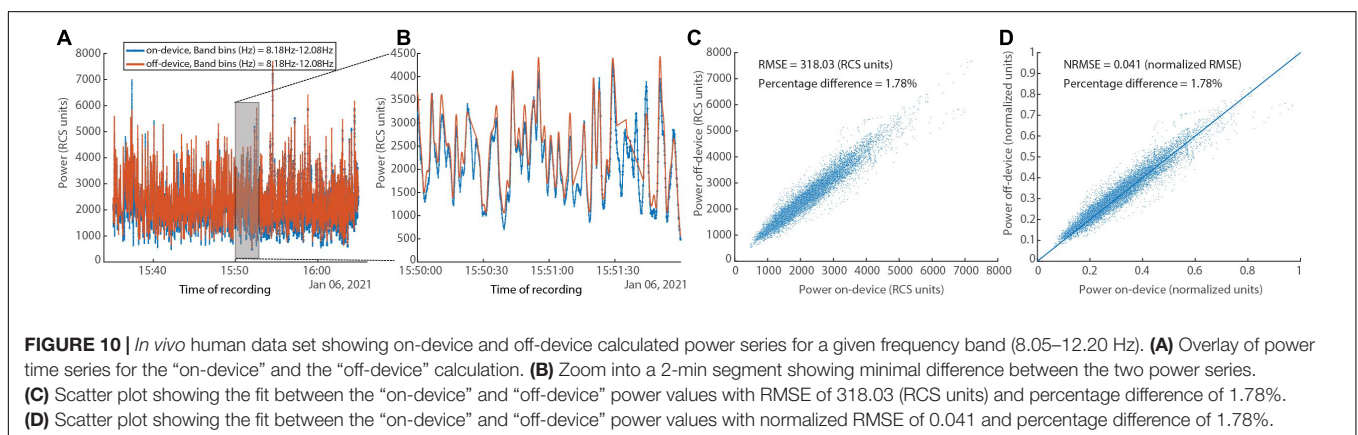 A
on-device, Band bins (Hz) = 8.18Hz-12.08Hz
off-device, Band bins (Hz) = 8.18Hz-12.08Hz
Power (RCS units)
8000
7000
6000
5000
4000
3000
2000
1000
0
15:40
15:50
16:00
Time of recording
Jan 06, 2021
B
Power (RCS units)
4500
4000
3500
3000
2500
2000
1500
1000
500
15:50:00
15:50:30
15:51:00
15:51:30
Time of recording
Jan 06, 2021
C
RMSE = 318.03 (RCS units)
Percentage difference = 1.78%
Power off-device (RCS units)
8000
7000
6000
5000
4000
3000
2000
1000
0
0
1000
2000
3000
4000
5000
6000
7000
8000
Power on-device (RCS units)
D
NRMSE = 0.041 (normalized RMSE)
Percentage difference = 1.78%
Power off-device (normalized units)
1
0.9
0.8
0.7
0.6
0.5
0.4
0.3
0.2
0.1
0
0
0.2
0.4
0.6
0.8
1
Power on-device (normalized units)
FIGURE 10 | In vivo human data set showing on-device and off-device calculated power series for a given frequency band (8.05–12.20 Hz). (A) Overlay of power
time series for the “on-device” and the “off-device” calculation. (B) Zoom into a 2-min segment showing minimal difference between the two power series.
(C) Scatter plot showing the fit between the “on-device” and “off-device” power values with RMSE of 318.03 (RCS units) and percentage difference of 1.78%.
(D) Scatter plot showing the fit between the “on-device” and “off-device” power values with normalized RMSE of 0.041 and percentage difference of 1.78%.